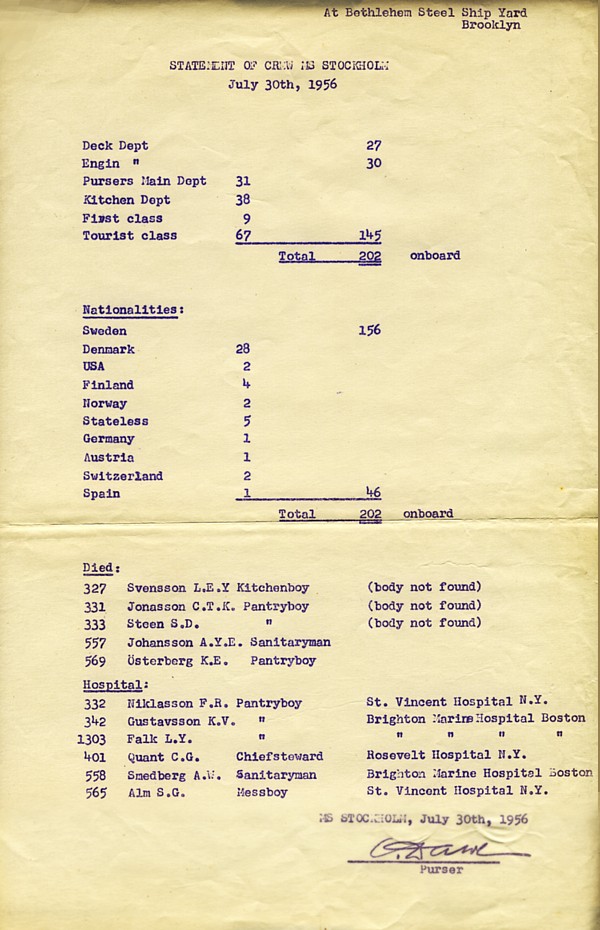 At Bethlehem Steel Ship Yard
Brooklyn
STATEMENT OF CREW MS STOCKHOLM
July 30th, 1956
Deck Dept 27
Engin " 30
Pursers Main Dept 31
Kitchen Dept 38
First class 9
Tourist class 67 145
Total 202 onboard
Nationalities:
Sweden 156
Denmark 28
USA 2
Finland 4
Norway 2
Stateless 5
Germany 1
Austria 1
Switzerland 2
Spain 1 46
Total 202 onboard
Died:
327 Svensson L.E.Y Kitchenboy (body not found)
331 Jonasson C.T.K. Pantryboy (body not found)
333 Steen S.D. " (body not found)
557 Johansson A.Y.E. Sanitaryman
569 Österberg K.E. Pantryboy
Hospital:
332 Niklasson F.R. Pantryboy St. Vincent Hospital N.Y.
342 Gustavsson K.V. " Brighton Marine Hospital Boston
1303 Falk L.Y. " " " " "
401 Quant C.G. Chiefsteward Rosevelt Hospital N.Y.
558 Smedberg A.W. Sanitaryman Brighton Marine Hospital Boston
565 Alm S.G. Messboy St. Vincent Hospital N.Y.
MS STOCKHOLM, July 30th, 1956
Purser